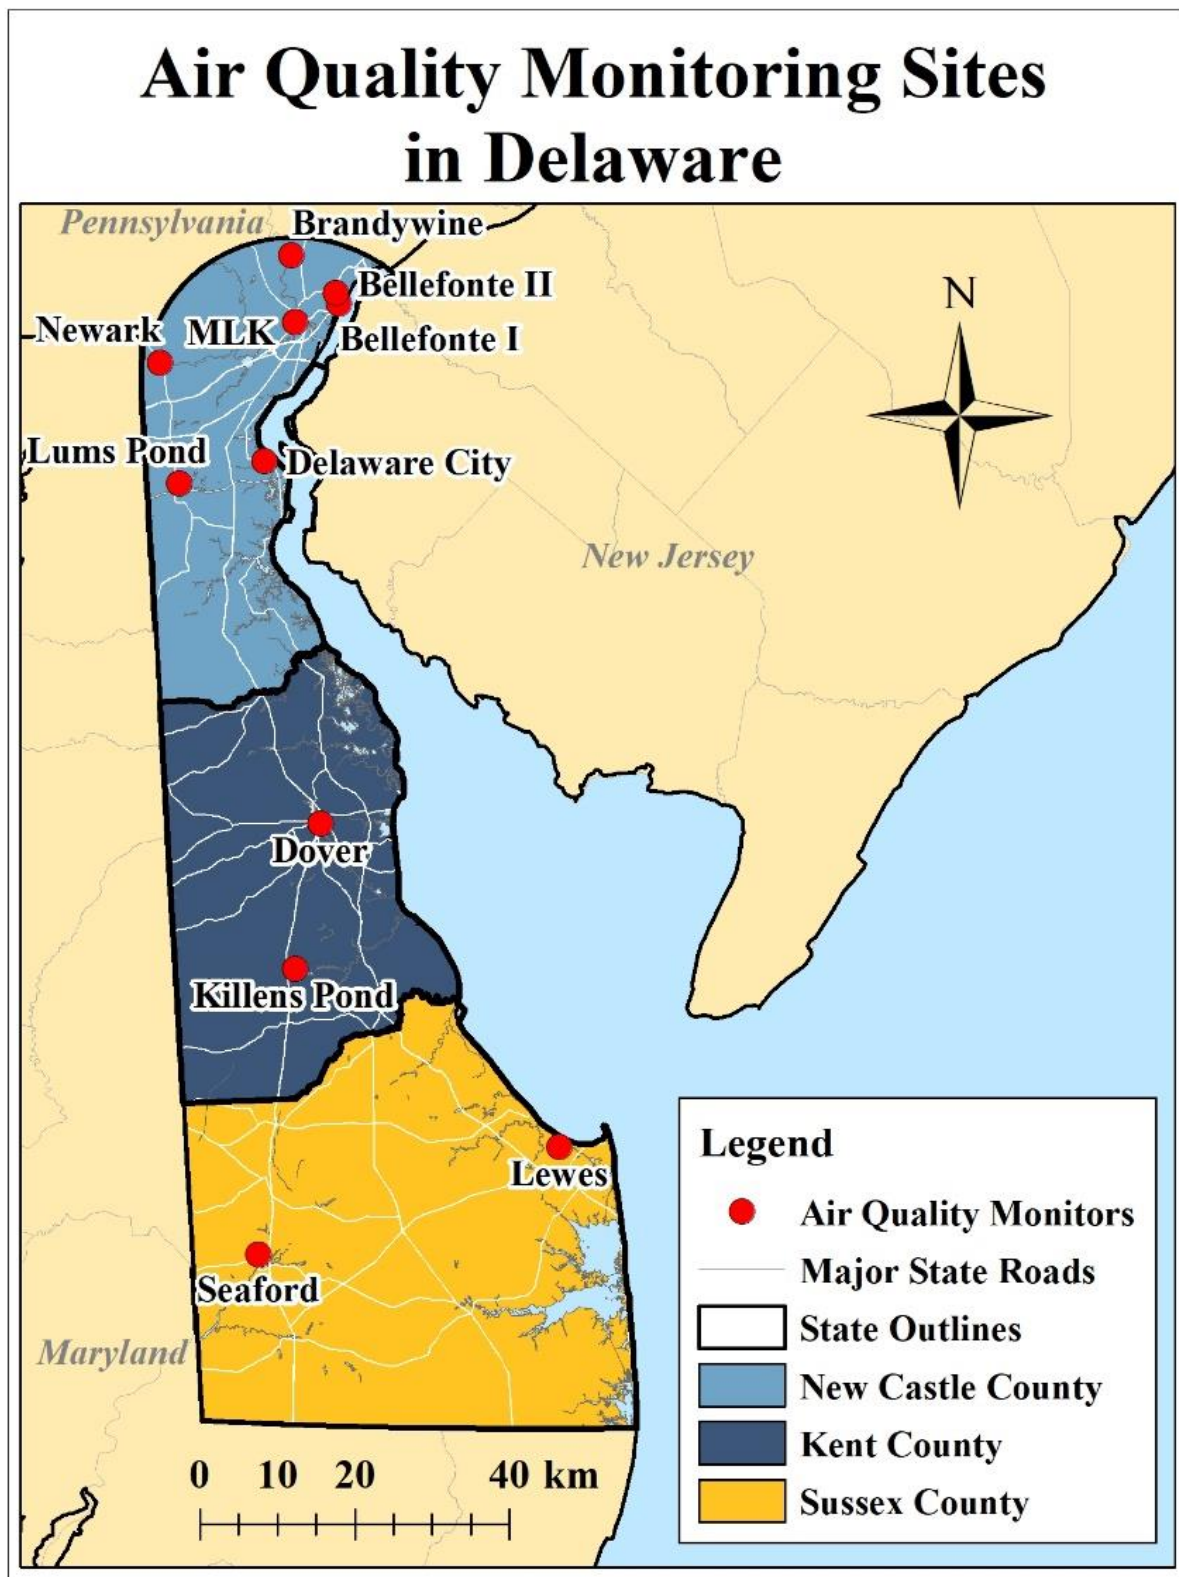 Air Quality Monitoring Sites
in Delaware
Pennsylvania
Brandywine
Bellefonte II
Newark
MLK
Bellefonte I
Lums Pond
Delaware City
N
New Jersey
Dover
Killens Pond
Lewes
Seaford
Maryland
0 10 20 40 km
Legend
Air Quality Monitors
Major State Roads
State Outlines
New Castle County
Kent County
Sussex County